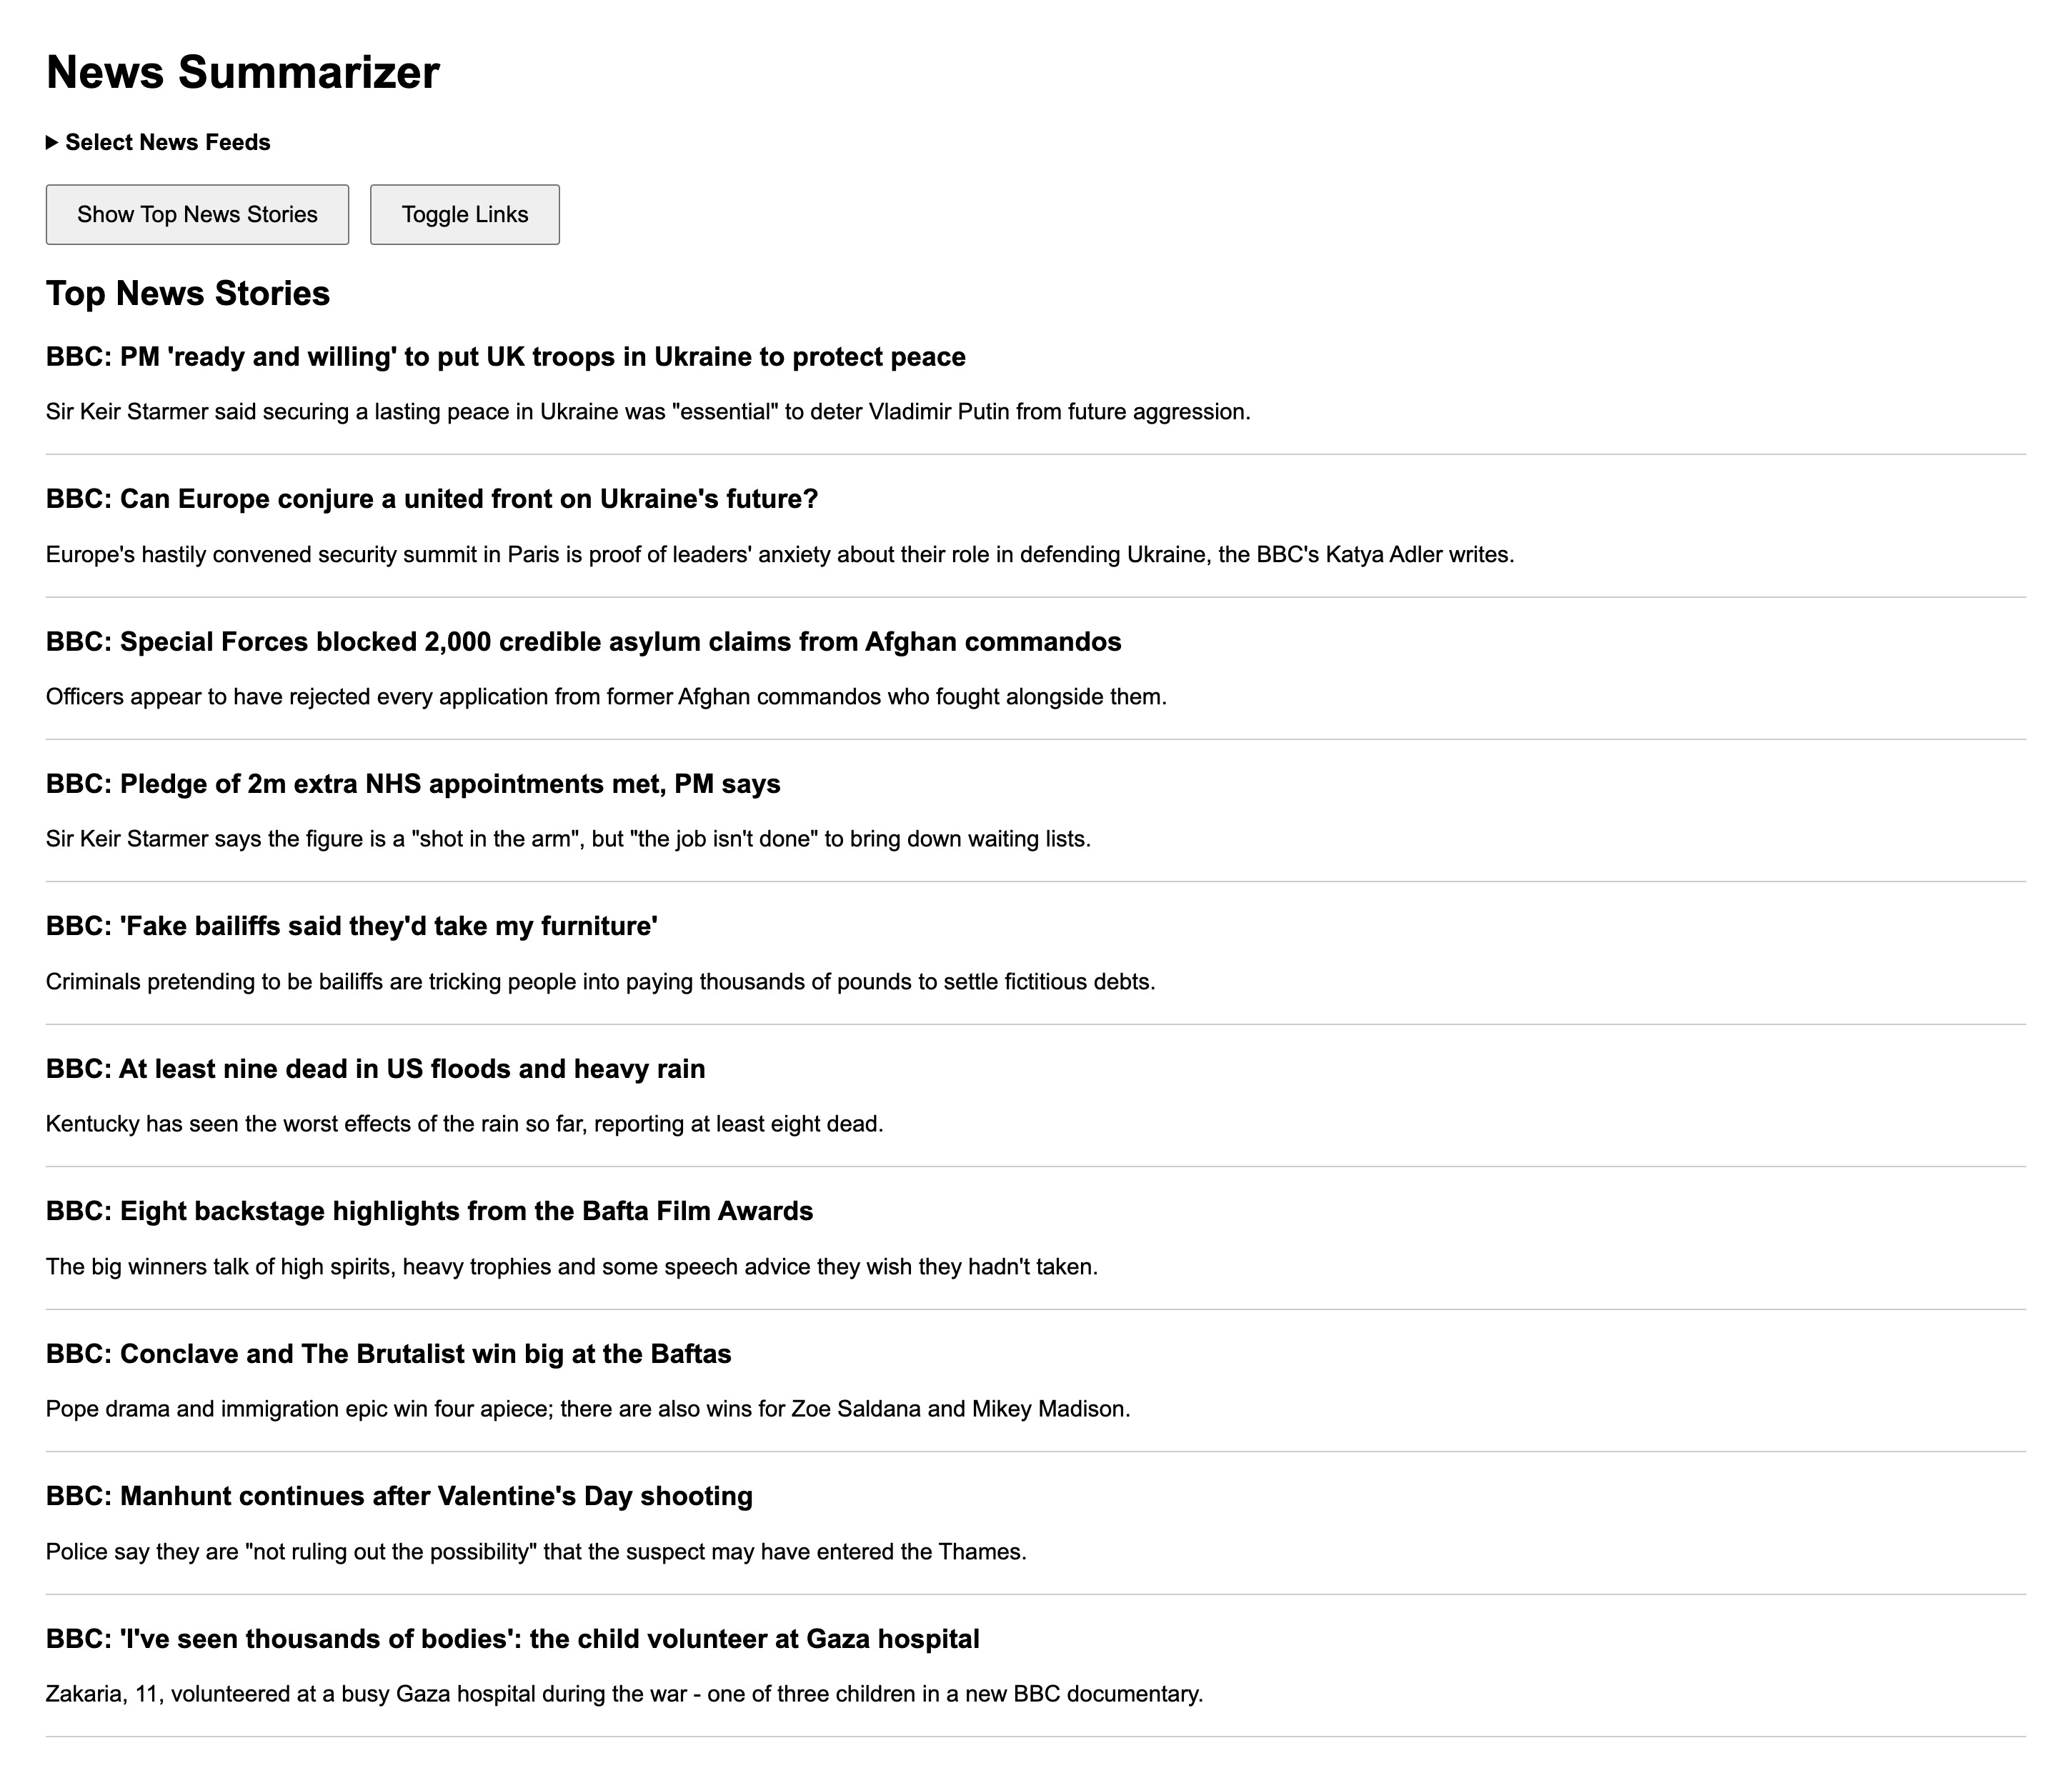 News Summarizer
Select News Feeds
Show Top News Stories
Toggle Links
Top News Stories
BBC: PM 'ready and willing' to put UK troops in Ukraine to protect peace
Sir Keir Starmer said securing a lasting peace in Ukraine was "essential" to deter Vladimir Putin from future aggression.
BBC: Can Europe conjure a united front on Ukraine's future?
Europe's hastily convened security summit in Paris is proof of leaders' anxiety about their role in defending Ukraine, the BBC's Katya Adler writes.
BBC: Special Forces blocked 2,000 credible asylum claims from Afghan commandos
Officers appear to have rejected every application from former Afghan commandos who fought alongside them.
BBC: Pledge of 2m extra NHS appointments met, PM says
Sir Keir Starmer says the figure is a "shot in the arm", but "the job isn't done" to bring down waiting lists.
BBC: 'Fake bailiffs said they'd take my furniture'
Criminals pretending to be bailiffs are tricking people into paying thousands of pounds to settle fictitious debts.
BBC: At least nine dead in US floods and heavy rain
Kentucky has seen the worst effects of the rain so far, reporting at least eight dead.
BBC: Eight backstage highlights from the Bafta Film Awards
The big winners talk of high spirits, heavy trophies and some speech advice they wish they hadn't taken.
BBC: Conclave and The Brutalist win big at the Baftas
Pope drama and immigration epic win four apiece; there are also wins for Zoe Saldana and Mikey Madison.
BBC: Manhunt continues after Valentine's Day shooting
Police say they are "not ruling out the possibility" that the suspect may have entered the Thames.
BBC: 'I've seen thousands of bodies': the child volunteer at Gaza hospital
Zakaria, 11, volunteered at a busy Gaza hospital during the war - one of three children in a new BBC documentary.